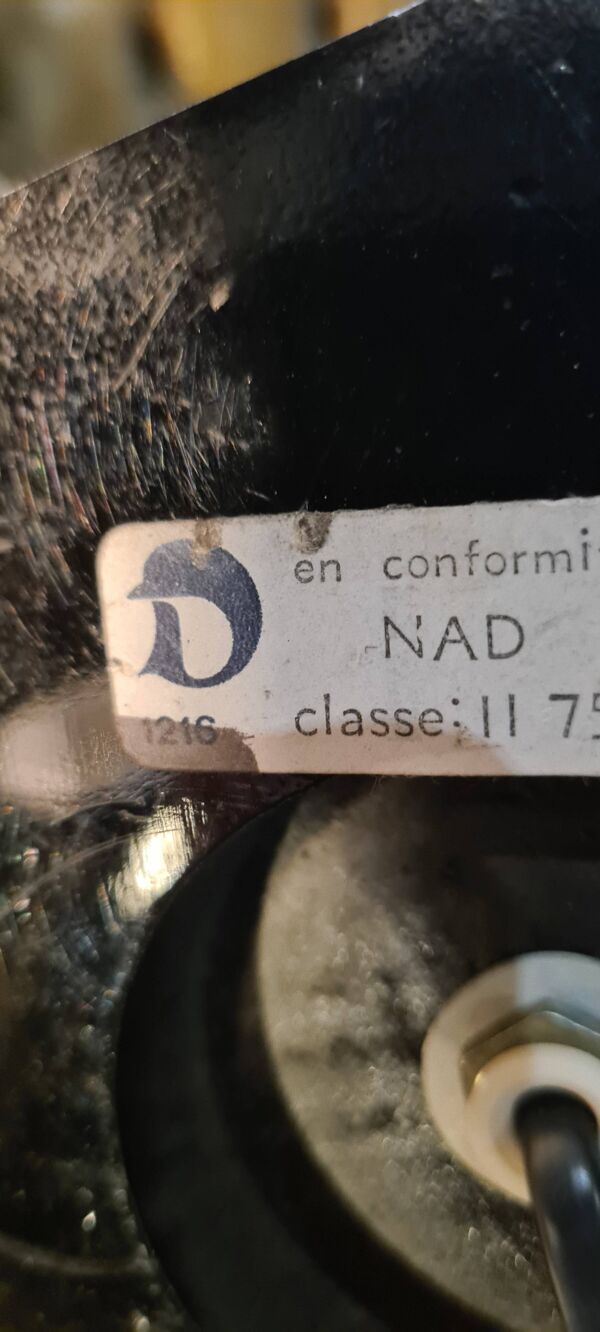 en conformi
NAD
classe: II 75
1216